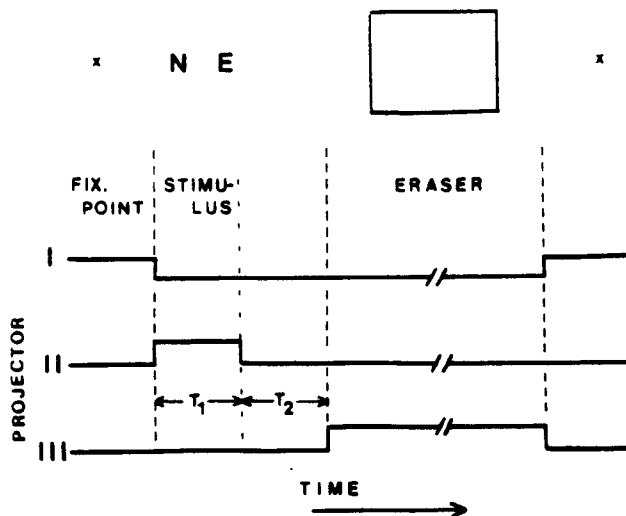 x N E x
FIX. POINT
STIMU-
LUS
ERASER
I
II
T1 T2
III
PROJECTOR
TIME